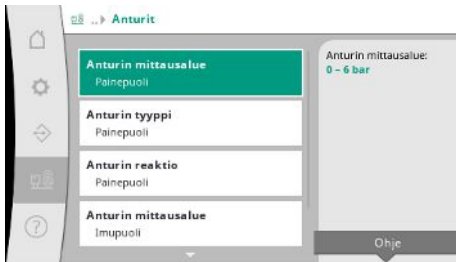 ..▸ Anturit
Anturin mittausalue
Painepuoli
Anturin tyyppi
Painepuoli
Anturin reaktio
Painepuoli
Anturin mittausalue
Imupuoli
Anturin mittausalue:
0 – 6 bar
Ohje